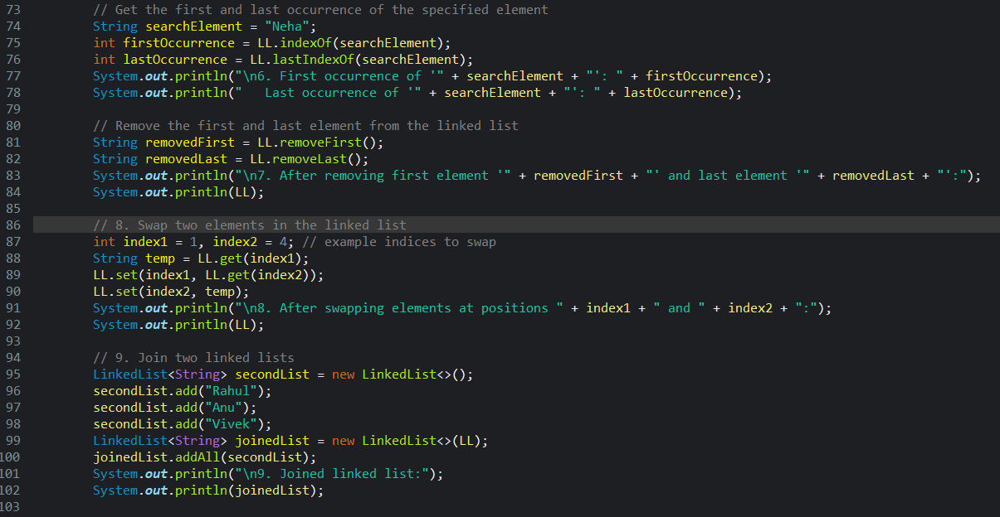 73 // Get the first and last occurrence of the specified element
74 String searchElement = "Neha";
75 int firstOccurrence = LL.indexOf(searchElement);
76 int lastOccurrence = LL.lastIndexOf(searchElement);
77 System.out.println("\n6. First occurrence of '" + searchElement + "': " + firstOccurrence);
78 System.out.println("   Last occurrence of '" + searchElement + "': " + lastOccurrence);
79
80 // Remove the first and last element from the linked list
81 String removedFirst = LL.removeFirst();
82 String removedLast = LL.removeLast();
83 System.out.println("\n7. After removing first element '" + removedFirst + "' and last element '" + removedLast + "':");
84 System.out.println(LL);
85
86 // 8. Swap two elements in the linked list
87 int index1 = 1, index2 = 4; // example indices to swap
88 String temp = LL.get(index1);
89 LL.set(index1, LL.get(index2));
90 LL.set(index2, temp);
91 System.out.println("\n8. After swapping elements at positions " + index1 + " and " + index2 + ":");
92 System.out.println(LL);
93
94 // 9. Join two linked lists
95 LinkedList<String> secondList = new LinkedList<>();
96 secondList.add("Rahul");
97 secondList.add("Anu");
98 secondList.add("Vivek");
99 LinkedList<String> joinedList = new LinkedList<>(LL);
100 joinedList.addAll(secondList);
101 System.out.println("\n9. Joined linked list:");
102 System.out.println(joinedList);
103